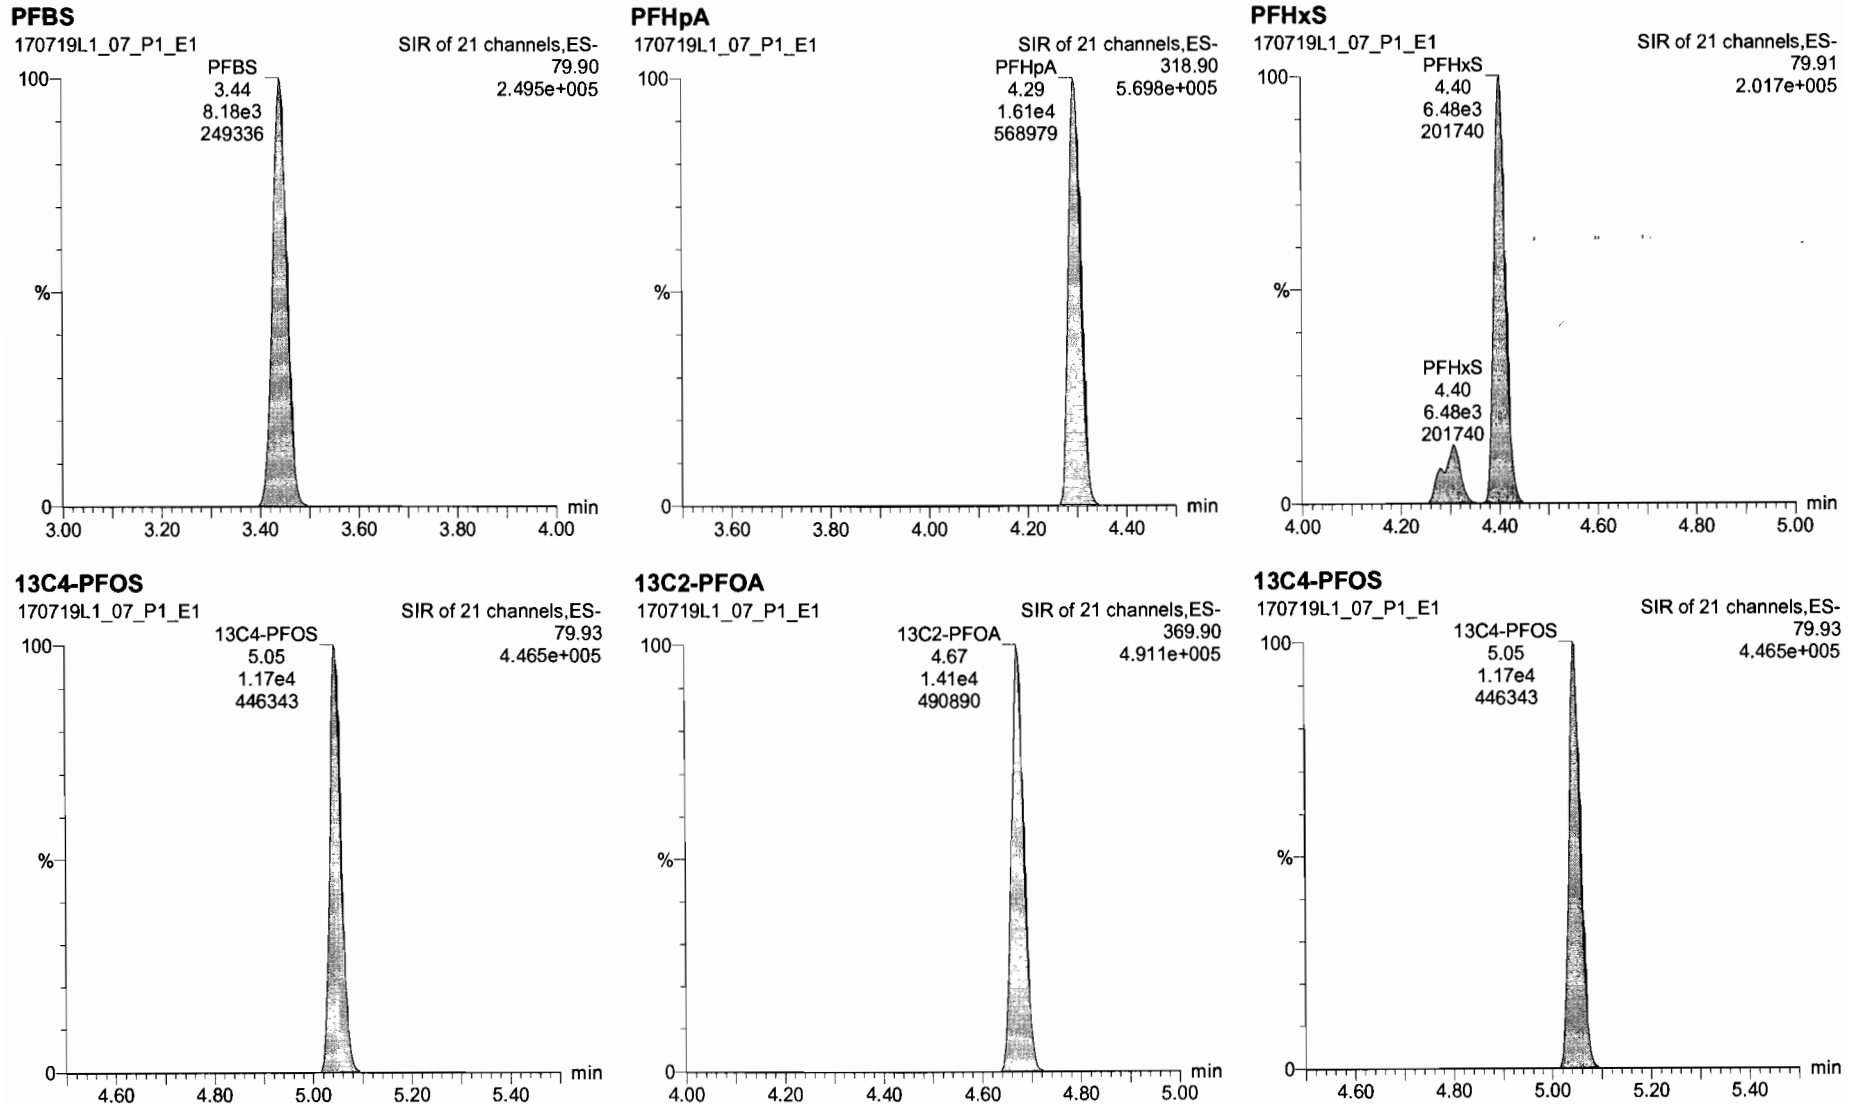 PFBS
170719L1_07_P1_E1
SIR of 21 channels,ES-
79.90
2.495e+005
PFBS
3.44
8.18e3
249336
100
%
0
min
3.00 3.20 3.40 3.60 3.80 4.00
PFHpA
170719L1_07_P1_E1
SIR of 21 channels,ES-
318.90
5.698e+005
PFHpA
4.29
1.61e4
568979
100
%
0
min
3.60 3.80 4.00 4.20 4.40
PFHxS
170719L1_07_P1_E1
SIR of 21 channels,ES-
79.91
2.017e+005
PFHxS
4.40
6.48e3
201740
100
%
PFHxS
4.40
6.48e3
201740
0
min
4.00 4.20 4.40 4.60 4.80 5.00
13C4-PFOS
170719L1_07_P1_E1
SIR of 21 channels,ES-
79.93
4.465e+005
13C4-PFOS
5.05
1.17e4
446343
100
%
0
min
4.60 4.80 5.00 5.20 5.40
13C2-PFOA
170719L1_07_P1_E1
SIR of 21 channels,ES-
369.90
4.911e+005
13C2-PFOA
4.67
1.41e4
490890
100
%
0
min
4.00 4.20 4.40 4.60 4.80 5.00
13C4-PFOS
170719L1_07_P1_E1
SIR of 21 channels,ES-
79.93
4.465e+005
13C4-PFOS
5.05
1.17e4
446343
100
%
0
min
4.60 4.80 5.00 5.20 5.40